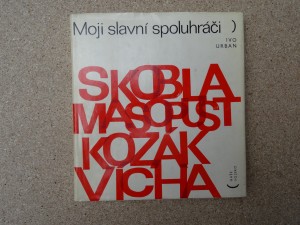 Moji slavní spoluhráči )
IVO
URBAN
SKOBLA
MASOPUST
KOZÁK
VÍCHA
(